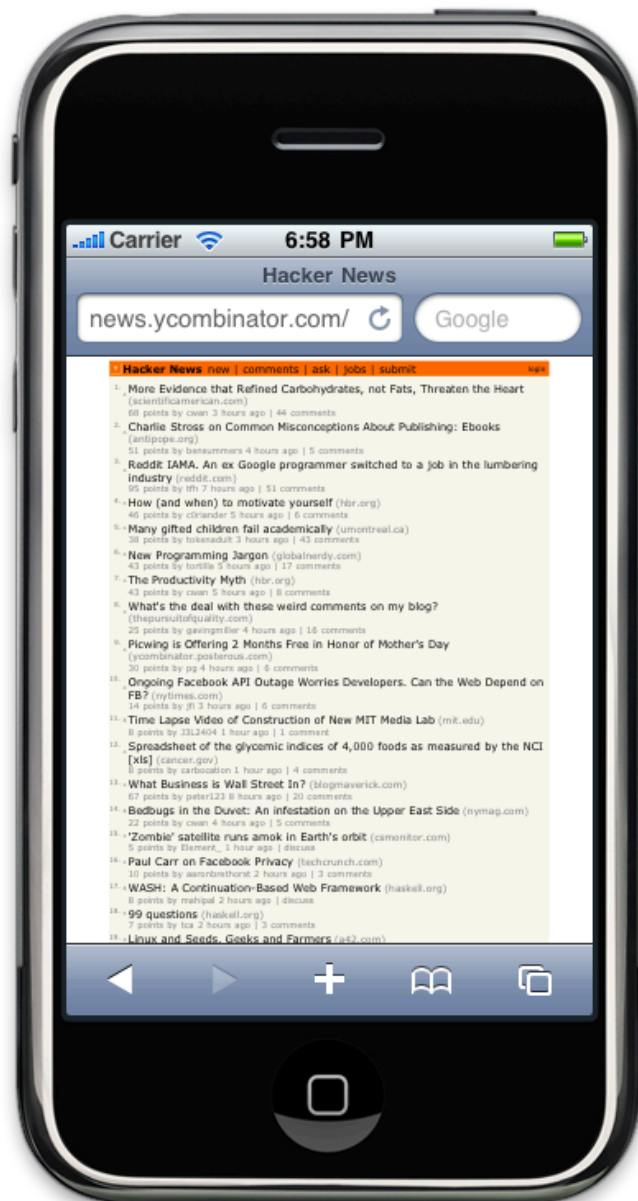 Carrier 6:58 PM
Hacker News
news.ycombinator.com/ Google
Hacker News new | comments | ask | jobs | submit login
1. More Evidence that Refined Carbohydrates, not Fats, Threaten the Heart
(scientificamerican.com)
68 points by cwan 3 hours ago | 44 comments
2. Charlie Stross on Common Misconceptions About Publishing: Ebooks
(antipope.org)
51 points by bensummers 4 hours ago | 5 comments
3. Reddit IAMA. An ex Google programmer switched to a job in the lumbering
industry (reddit.com)
95 points by tfh 7 hours ago | 51 comments
4. How (and when) to motivate yourself (hbr.org)
46 points by c0riander 5 hours ago | 6 comments
5. Many gifted children fail academically (umontreal.ca)
38 points by tokenadult 3 hours ago | 43 comments
6. New Programming Jargon (globalnerdy.com)
43 points by tortilla 5 hours ago | 17 comments
7. The Productivity Myth (hbr.org)
43 points by cwan 5 hours ago | 8 comments
8. What's the deal with these weird comments on my blog?
(thepursuitofquality.com)
25 points by gavingmiller 4 hours ago | 16 comments
9. Picwing is Offering 2 Months Free in Honor of Mother's Day
(ycombinator.posterous.com)
30 points by pg 4 hours ago | 6 comments
10. Ongoing Facebook API Outage Worries Developers. Can the Web Depend on
FB? (nytimes.com)
14 points by jfi 3 hours ago | 6 comments
11. Time Lapse Video of Construction of New MIT Media Lab (mit.edu)
8 points by J3L2404 1 hour ago | 1 comment
12. Spreadsheet of the glycemic indices of 4,000 foods as measured by the NCI
[xls] (cancer.gov)
8 points by carbocation 1 hour ago | 4 comments
13. What Business is Wall Street In? (blogmaverick.com)
67 points by peter123 8 hours ago | 20 comments
14. Bedbugs in the Duvet: An infestation on the Upper East Side (nymag.com)
22 points by cwan 4 hours ago | 5 comments
15. 'Zombie' satellite runs amok in Earth's orbit (csmonitor.com)
5 points by Element_ 1 hour ago | discuss
16. Paul Carr on Facebook Privacy (techcrunch.com)
10 points by aaronbrethorst 2 hours ago | 3 comments
17. WASH: A Continuation-Based Web Framework (haskell.org)
8 points by mahipal 2 hours ago | discuss
18. 99 questions (haskell.org)
7 points by tca 2 hours ago | 3 comments
19. Linux and Seeds, Geeks and Farmers (a42.com)